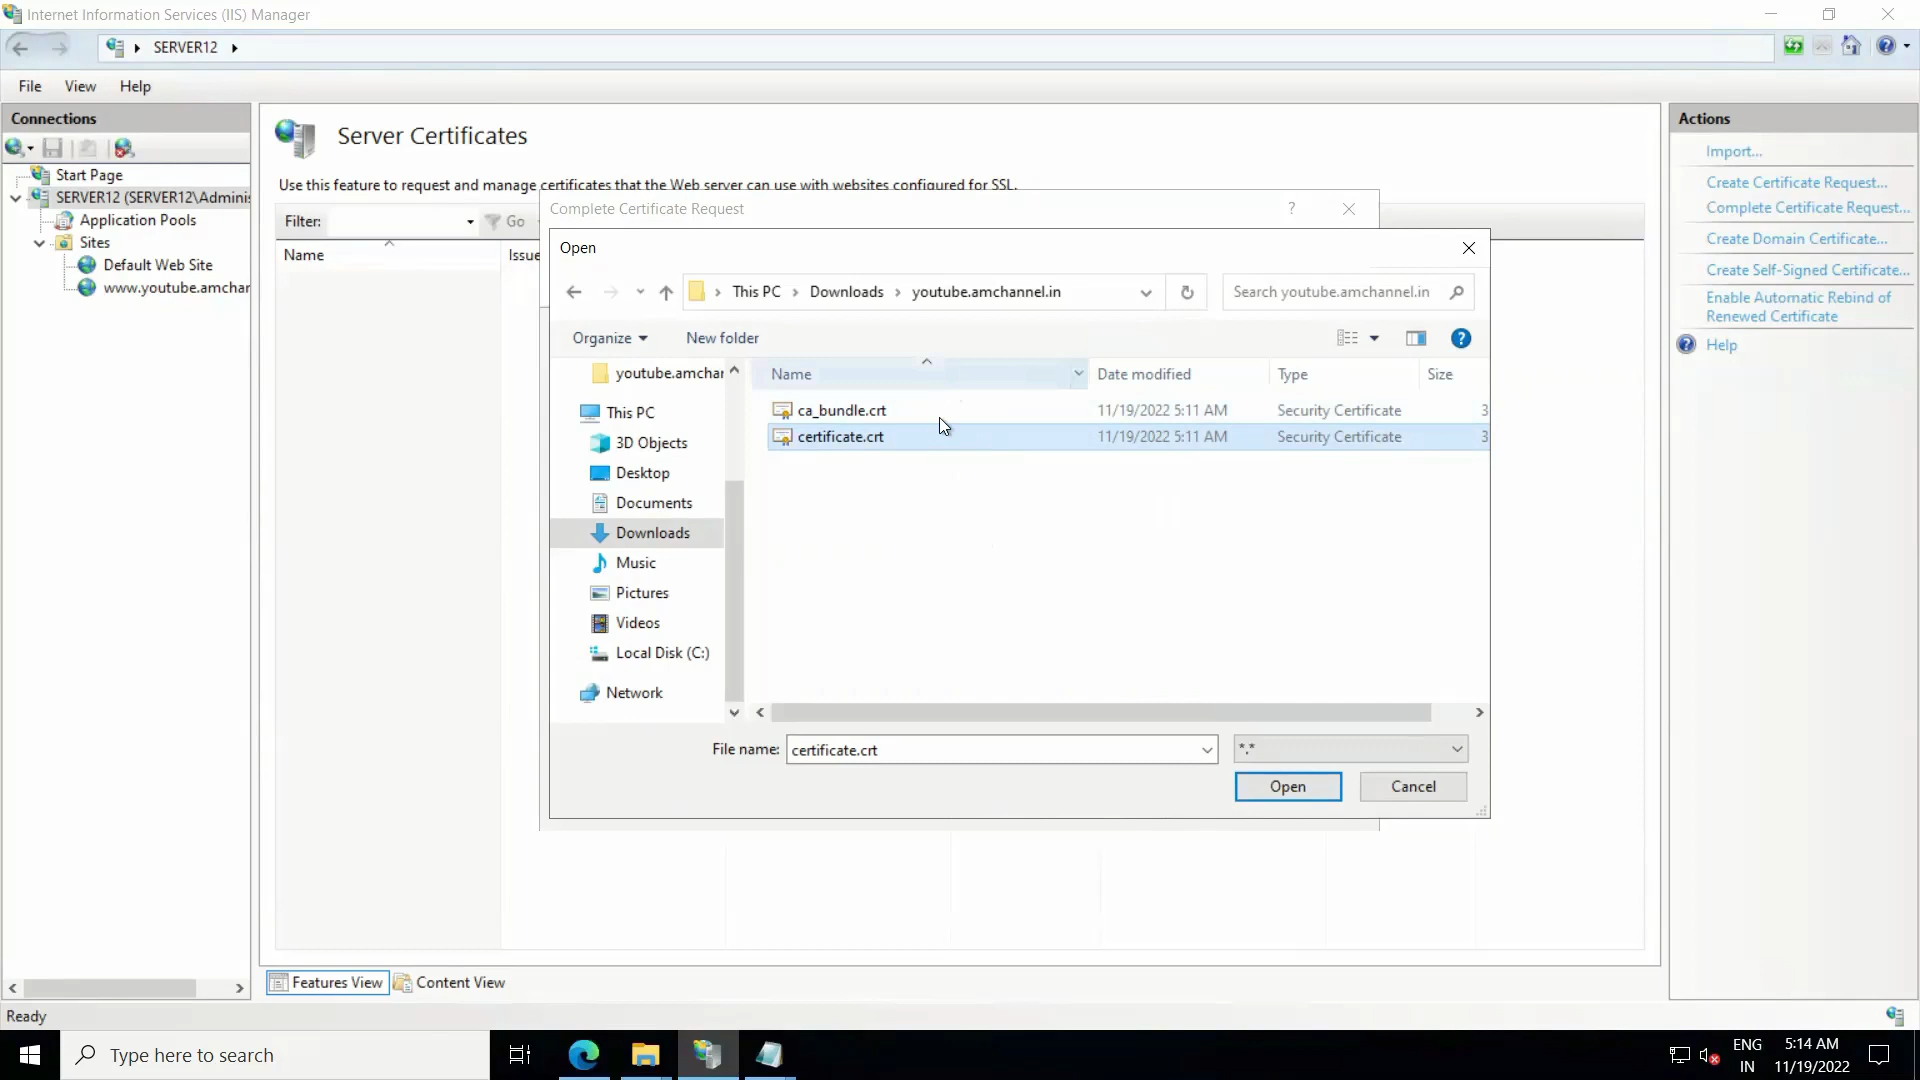 Internet Information Services (IIS) Manager
SERVER12
File View Help
Connections
Start Page
SERVER12 (SERVER12\Adminis
Application Pools
Sites
Default Web Site
www.youtube.amchar
Server Certificates
Use this feature to request and manage certificates that the Web server can use with websites configured for SSL.
Filter: Go
Name Issue
Complete Certificate Request ?
Open
This PC Downloads youtube.amchannel.in Search youtube.amchannel.in
Organize New folder
youtube.amchar
This PC
3D Objects
Desktop
Documents
Downloads
Music
Pictures
Videos
Local Disk (C:)
Network
Name Date modified Type Size
ca_bundle.crt 11/19/2022 5:11 AM Security Certificate 3
certificate.crt 11/19/2022 5:11 AM Security Certificate 3
File name: certificate.crt *.*
Open Cancel
Actions
Import...
Create Certificate Request...
Complete Certificate Request...
Create Domain Certificate...
Create Self-Signed Certificate...
Enable Automatic Rebind of
Renewed Certificate
Help
Features View Content View
Ready
Type here to search
ENG
IN
5:14 AM
11/19/2022